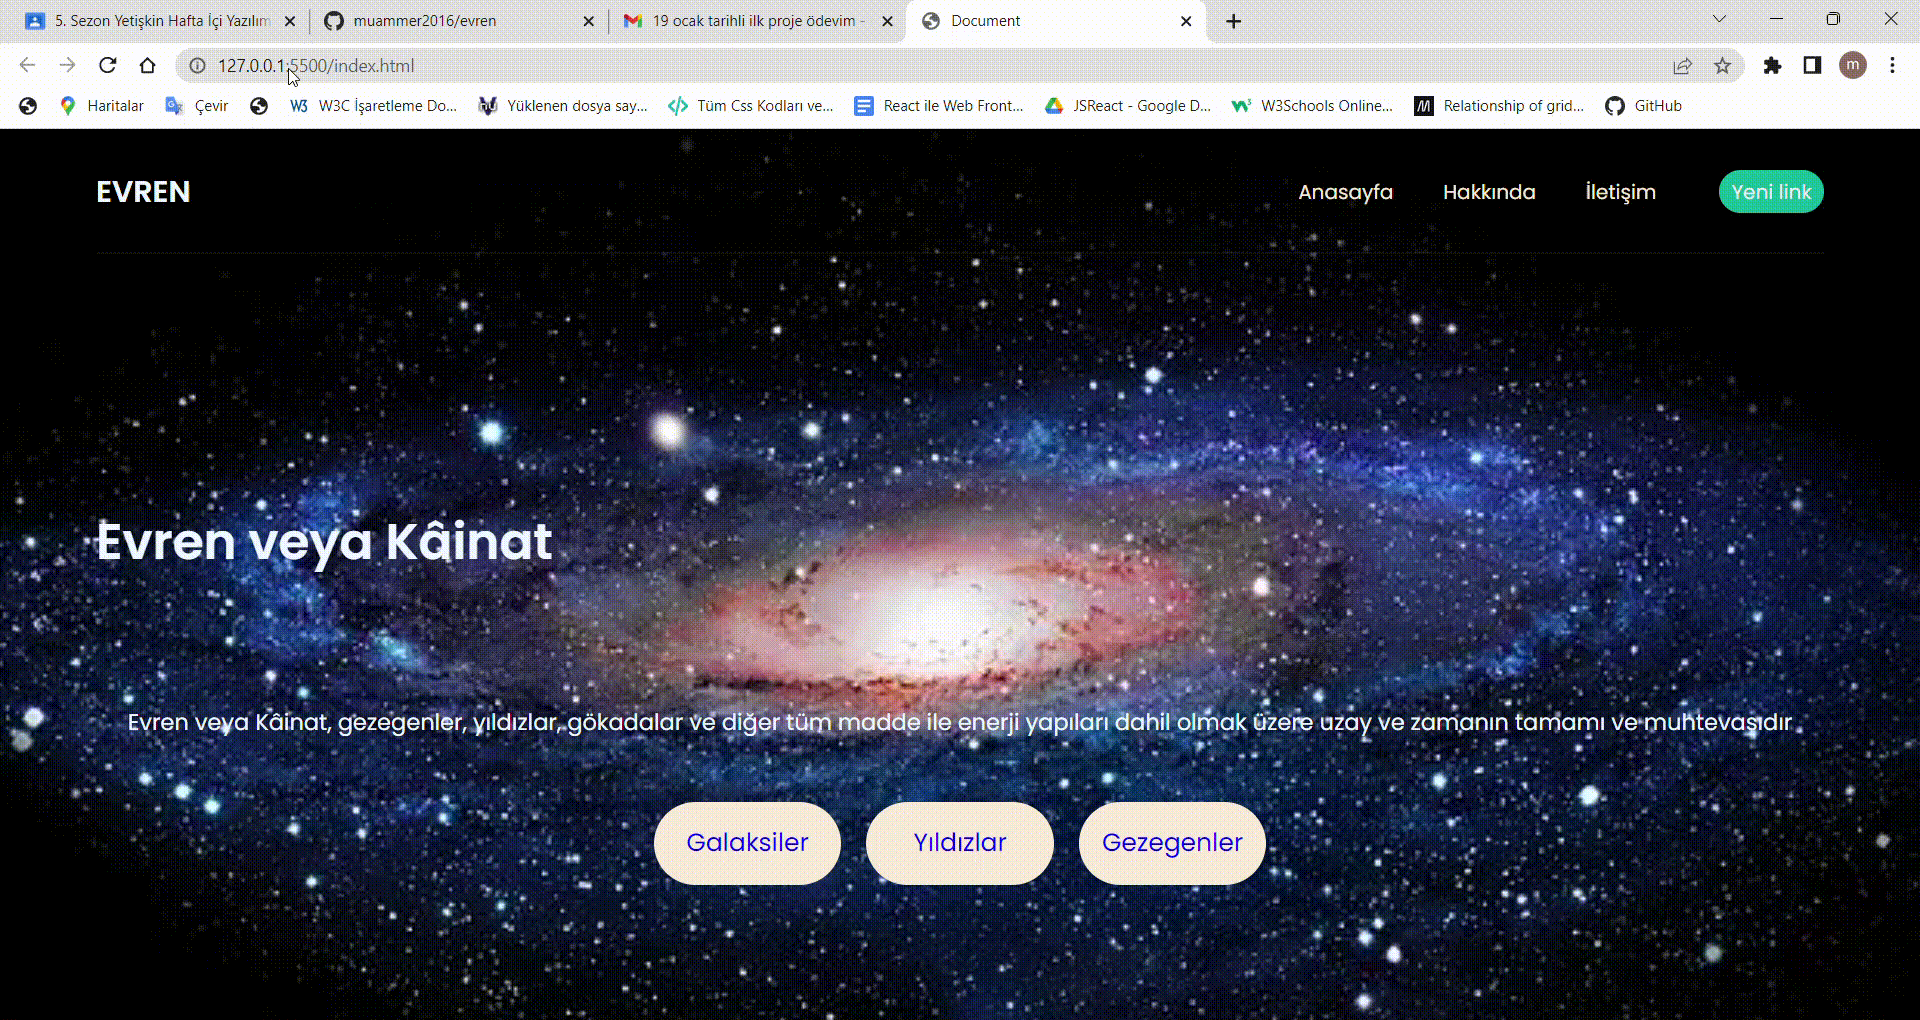 5. Sezon Yetişkin Hafta İçi Yazılım
muammer2016/evren
19 ocak tarihli ilk proje ödevim -
Document
127.0.0.1:5500/index.html
m
Haritalar
Çevir
W3C İşaretleme Do...
Yüklenen dosya say...
Tüm Css Kodları ve...
React ile Web Front...
JSReact - Google D...
W3Schools Online...
Relationship of grid...
GitHub
EVREN
Anasayfa
Hakkında
İletişim
Yeni link
Evren veya Kâinat
Evren veya Kâinat, gezegenler, yıldızlar, gökadalar ve diğer tüm madde ile enerji yapıları dahil olmak üzere uzay ve zamanın tamamı ve muhtevasıdır.
Galaksiler
Yıldızlar
Gezegenler